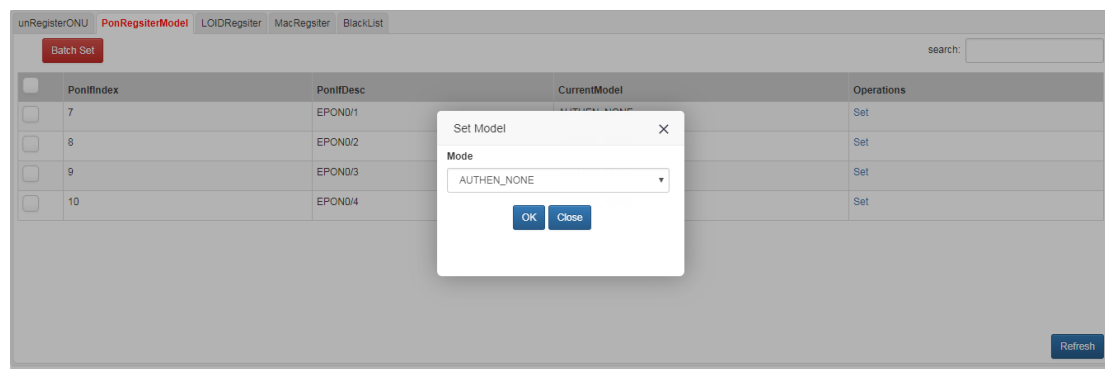 unRegisterONU PonRegsiterModel LOIDRegsiter MacRegsiter BlackList
Batch Set search:
PonIfIndex PonIfDesc CurrentModel Operations
7 EPON0/1 AUTHEN_NONE Set
8 EPON0/2 Set
9 EPON0/3 Set
10 EPON0/4 Set
Set Model
Mode
AUTHEN_NONE
OK Close
Refresh